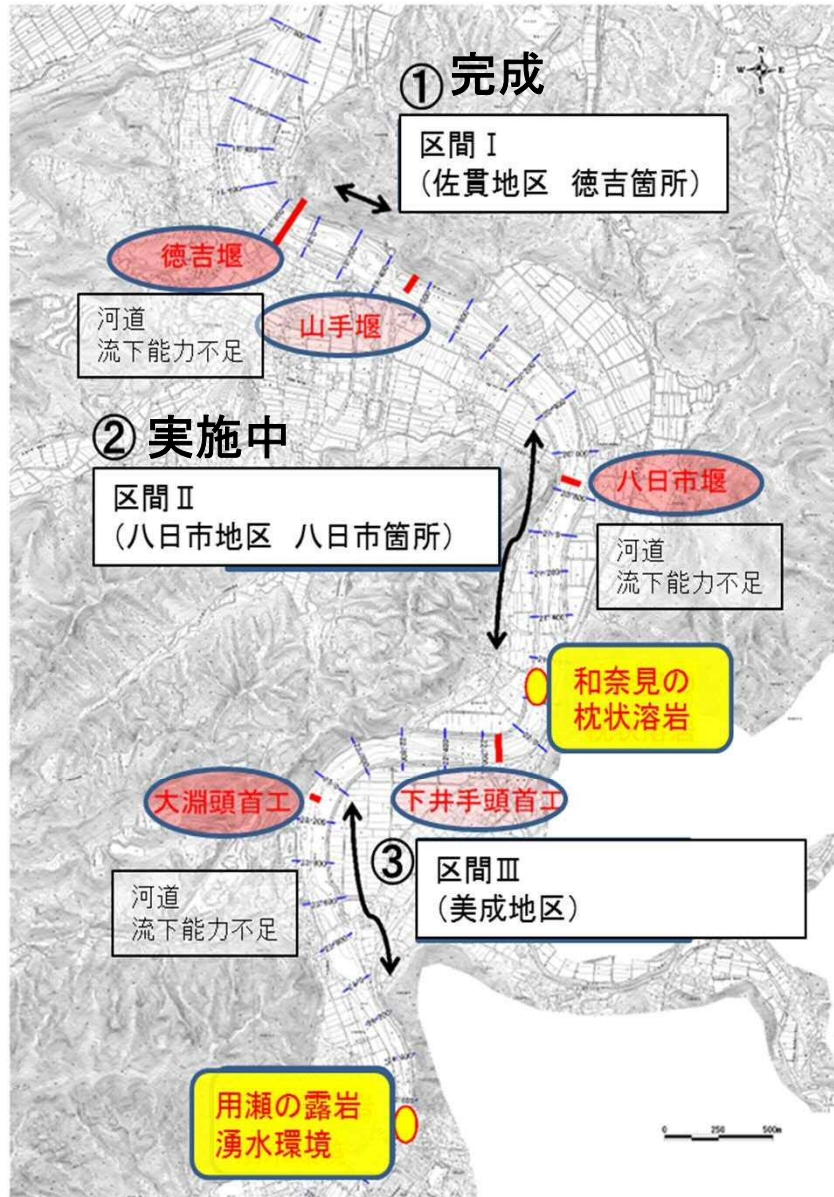 ① 完成
N
W E
S
区間Ⅰ
(佐貫地区 徳吉箇所)
徳吉堰
河道
流下能力不足
山手堰
② 実施中
区間Ⅱ
(八日市地区 八日市箇所)
八日市堰
河道
流下能力不足
和奈見の
枕状溶岩
大淵頭首工
下井手頭首工
③
区間Ⅲ
(美成地区)
河道
流下能力不足
用瀬の露岩
湧水環境
0 250 500m